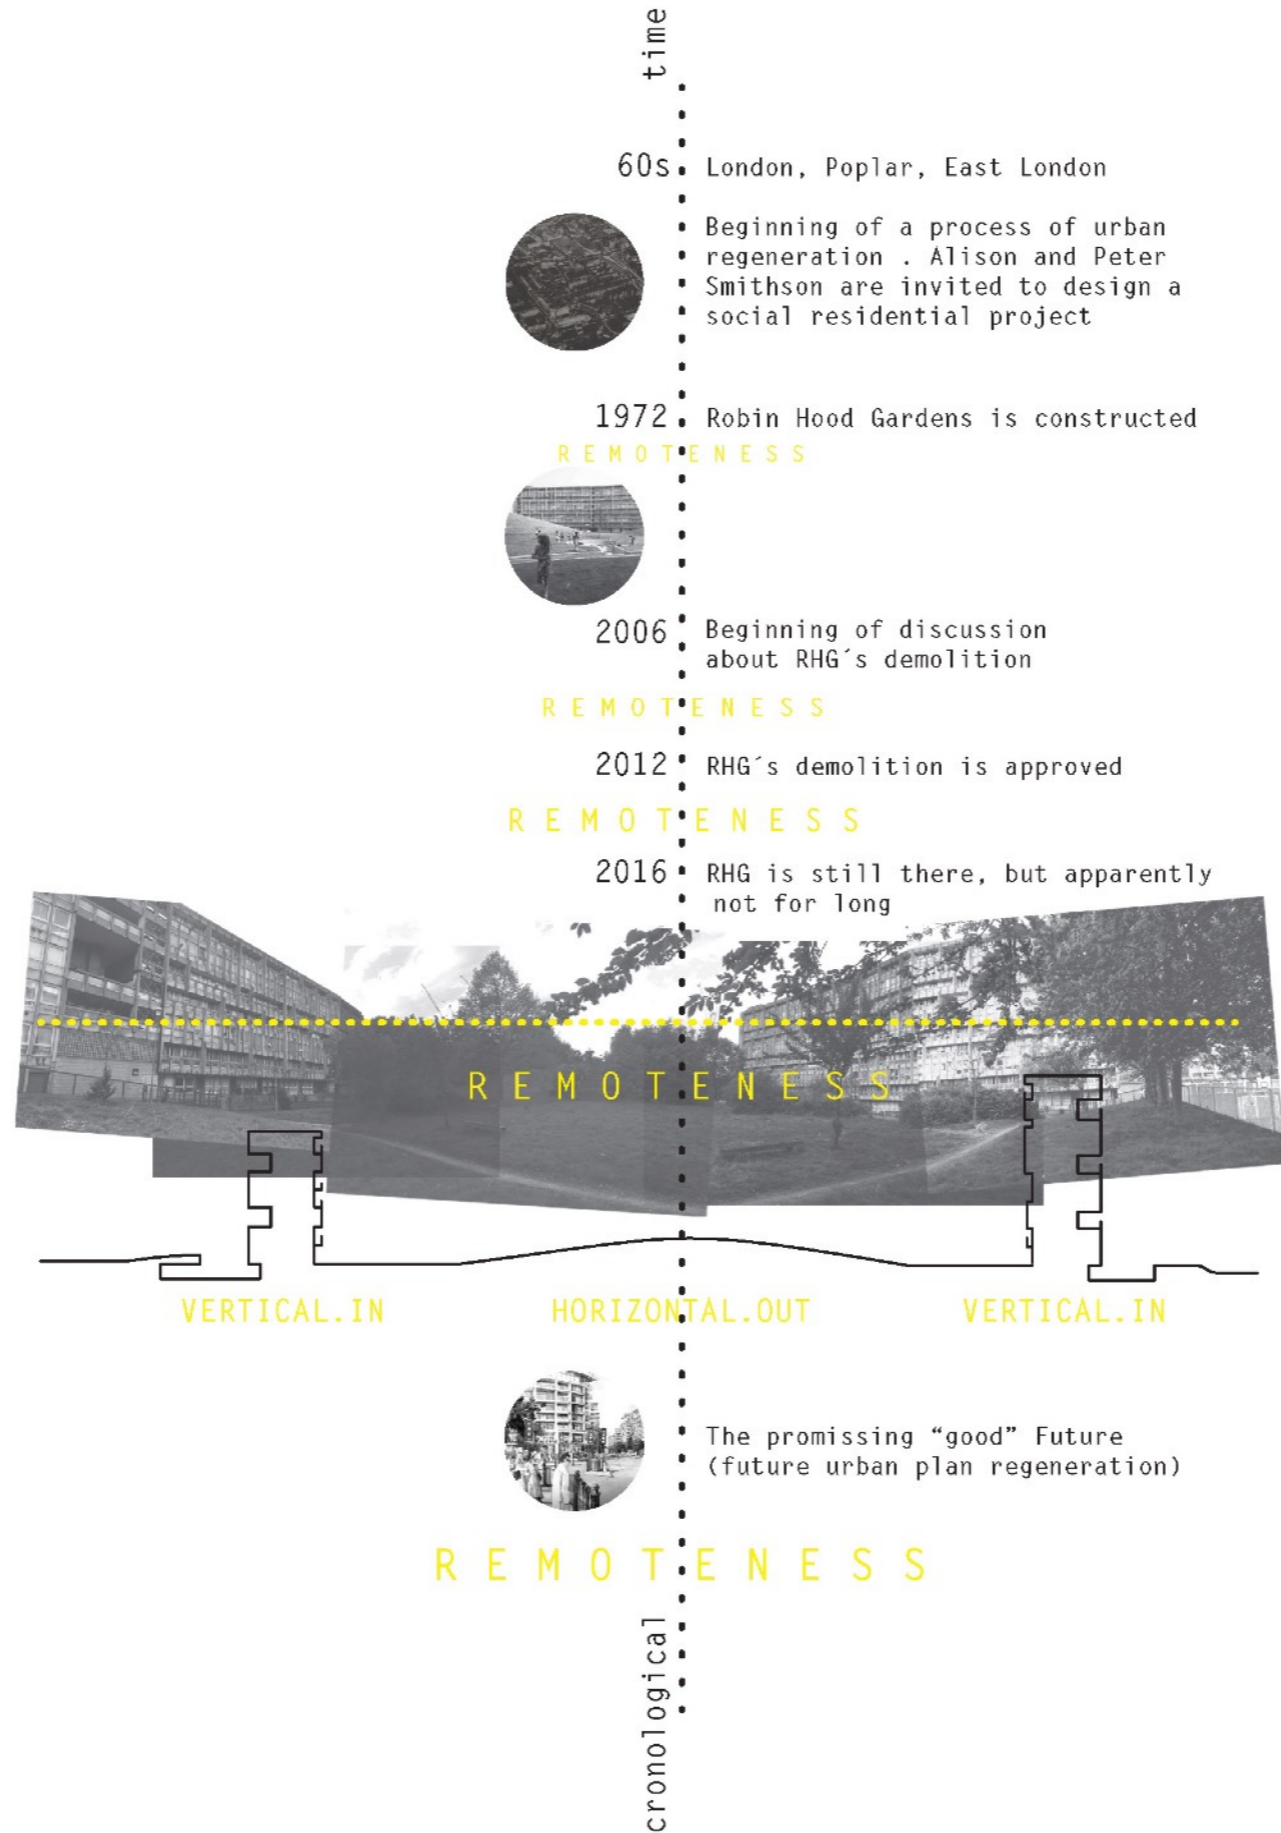 time
60s London, Poplar, East London
Beginning of a process of urban
regeneration . Alison and Peter
Smithson are invited to design a
social residential project
1972 Robin Hood Gardens is constructed
REMOTENESS
2006 Beginning of discussion
about RHG´s demolition
REMOTENESS
2012 RHG´s demolition is approved
REMOTENESS
2016 RHG is still there, but apparently
not for long
REMOTENESS
VERTICAL.IN HORIZONTAL.OUT VERTICAL.IN
The promissing “good” Future
(future urban plan regeneration)
REMOTENESS
cronological